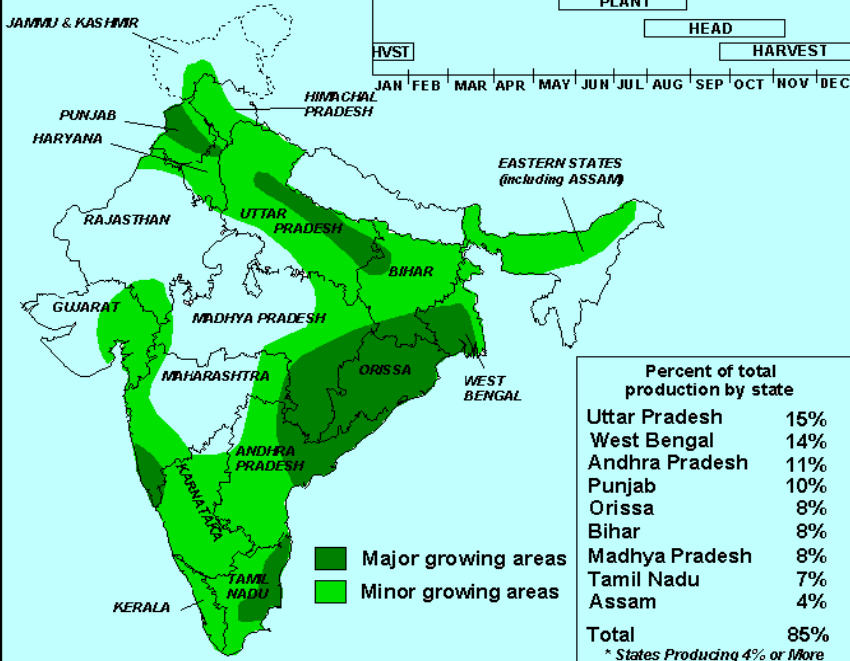 PLANT
HEAD
HVST
HARVEST
JAN FEB MAR APR MAY JUN JUL AUG SEP OCT NOV DEC
JAMMU & KASHMIR
HIMACHAL
PRADESH
PUNJAB
HARYANA
EASTERN STATES
(including ASSAM)
RAJASTHAN
UTTAR
PRADESH
BIHAR
GUJARAT
MADHYA PRADESH
MAHARASHTRA
ORISSA
WEST
BENGAL
ANDHRA
PRADESH
KARNATAKA
TAMIL
NADU
KERALA
Major growing areas
Minor growing areas
Percent of total
production by state
Uttar Pradesh 15%
West Bengal 14%
Andhra Pradesh 11%
Punjab 10%
Orissa 8%
Bihar 8%
Madhya Pradesh 8%
Tamil Nadu 7%
Assam 4%
Total 85%
* States Producing 4% or More